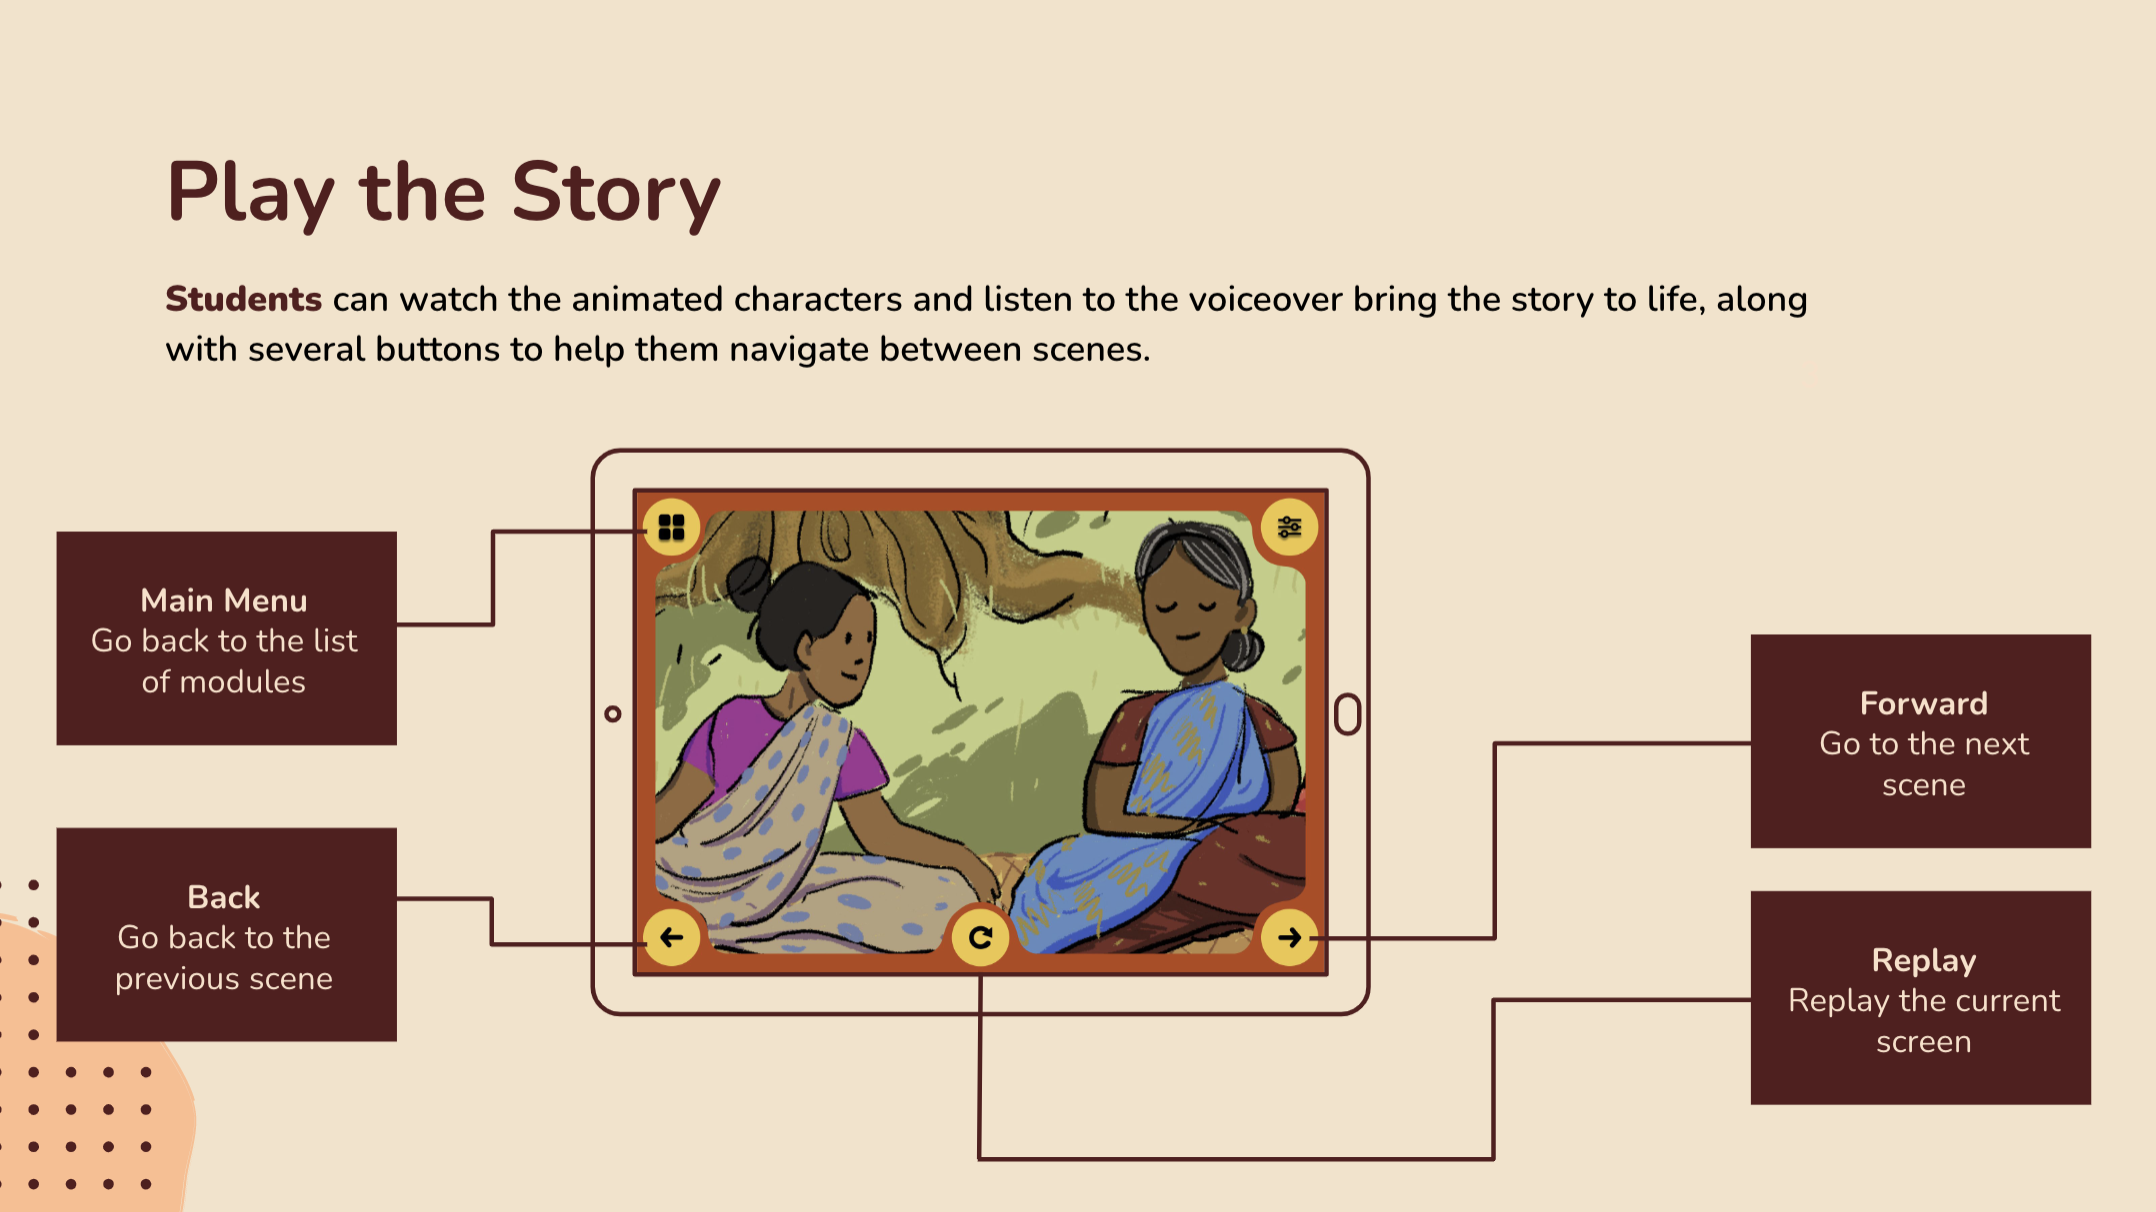 Play the Story
Students can watch the animated characters and listen to the voiceover bring the story to life, along
with several buttons to help them navigate between scenes.
Main Menu
Go back to the list
of modules
Back
Go back to the
previous scene
Forward
Go to the next
scene
Replay
Replay the current
screen